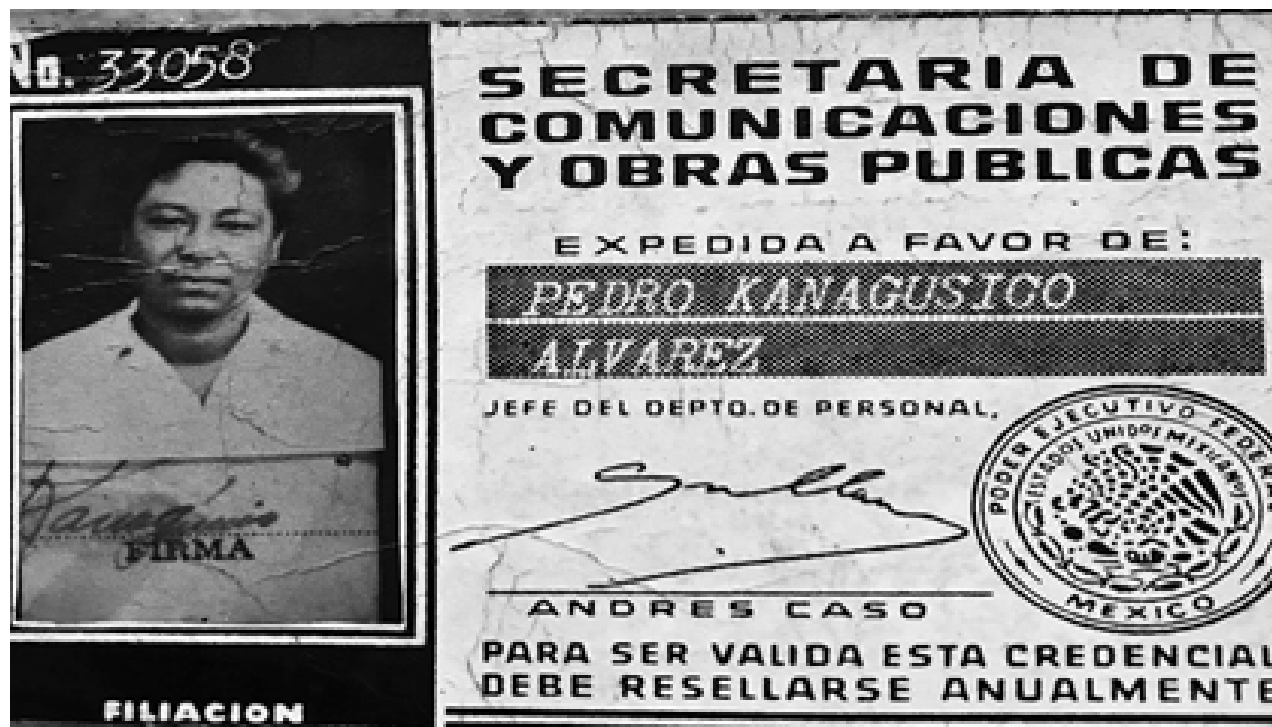 No. 33058
FIRMA
FILIACION
SECRETARIA DE
COMUNICACIONES
Y OBRAS PUBLICAS
EXPEDIDA A FAVOR DE:
PEDRO KANAGUSICO
ALVAREZ
JEFE DEL DEPTO. DE PERSONAL,
ANDRES CASO
PODER EJECUTIVO FEDERAL
ESTADOS UNIDOS MEXICANOS
MEXICO
PARA SER VALIDA ESTA CREDENCIAL
DEBE RESELLARSE ANUALMENTE